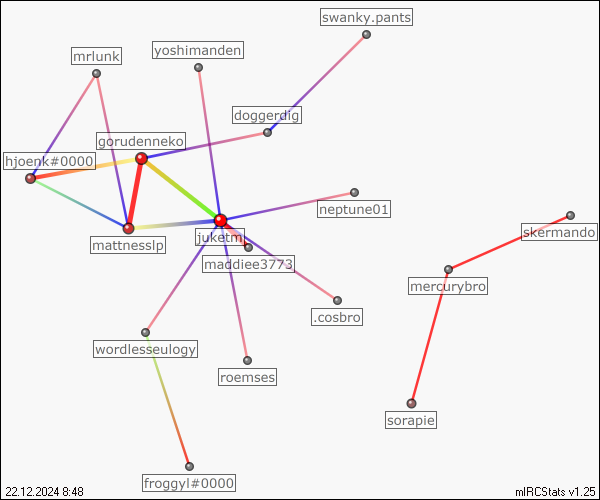 swanky.pants
yoshimanden
mrlunk
doggerdig
gorudenneko
hjoenk#0000
neptune01
skermando
juketm
mattnesslp
maddiee3773
mercurybro
.cosbro
wordlesseulogy
roemses
sorapie
froggyl#0000
22.12.2024 8:48
mIRCStats v1.25